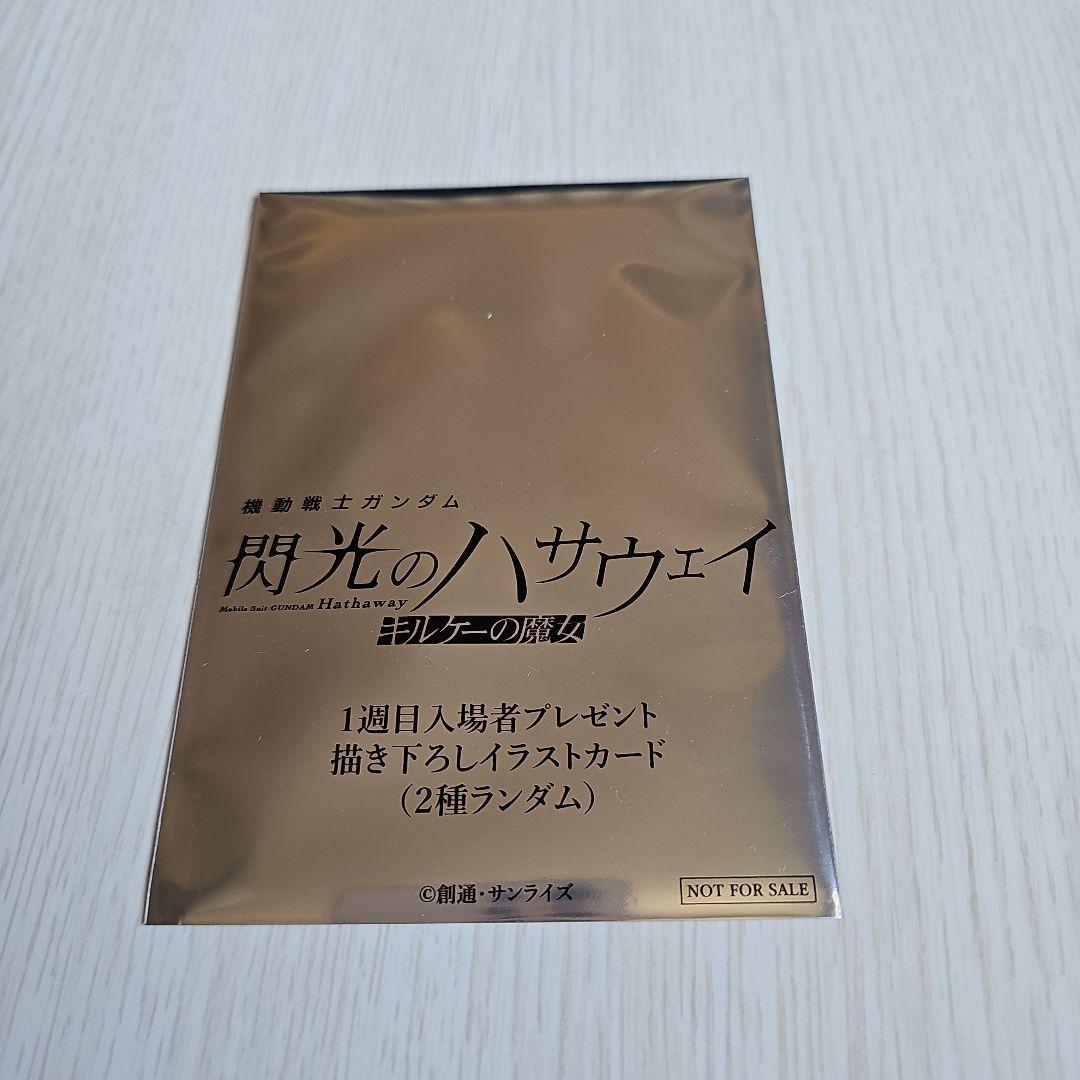 機動戦士ガンダム
閃光のハサウェイ
Mobile Suit GUNDAM Hathaway
キルケーの魔女
1週目入場者プレゼント
描き下ろしイラストカード
(2種ランダム)
©創通・サンライズ
NOT FOR SALE